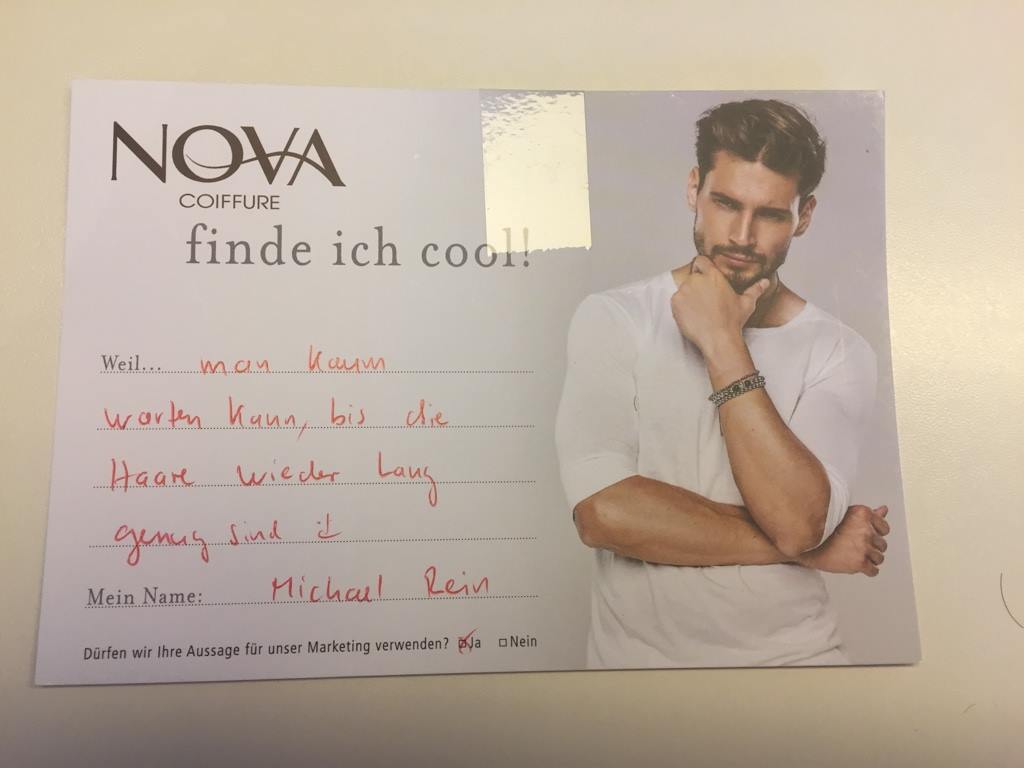 NOVA
COIFFURE
finde ich cool!
Weil... man kaum
warten kann, bis die
Haare wieder lang
genug sind :)
Mein Name: Michael Rein
Dürfen wir Ihre Aussage für unser Marketing verwenden? ☒ Ja ☐ Nein